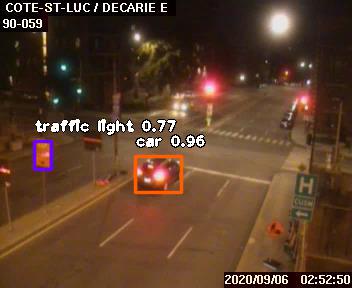 COTE-ST-LUC / DECARIE E
90-059
traffic light 0.77
car 0.96
H
CUSM
2020/09/06 02:52:50